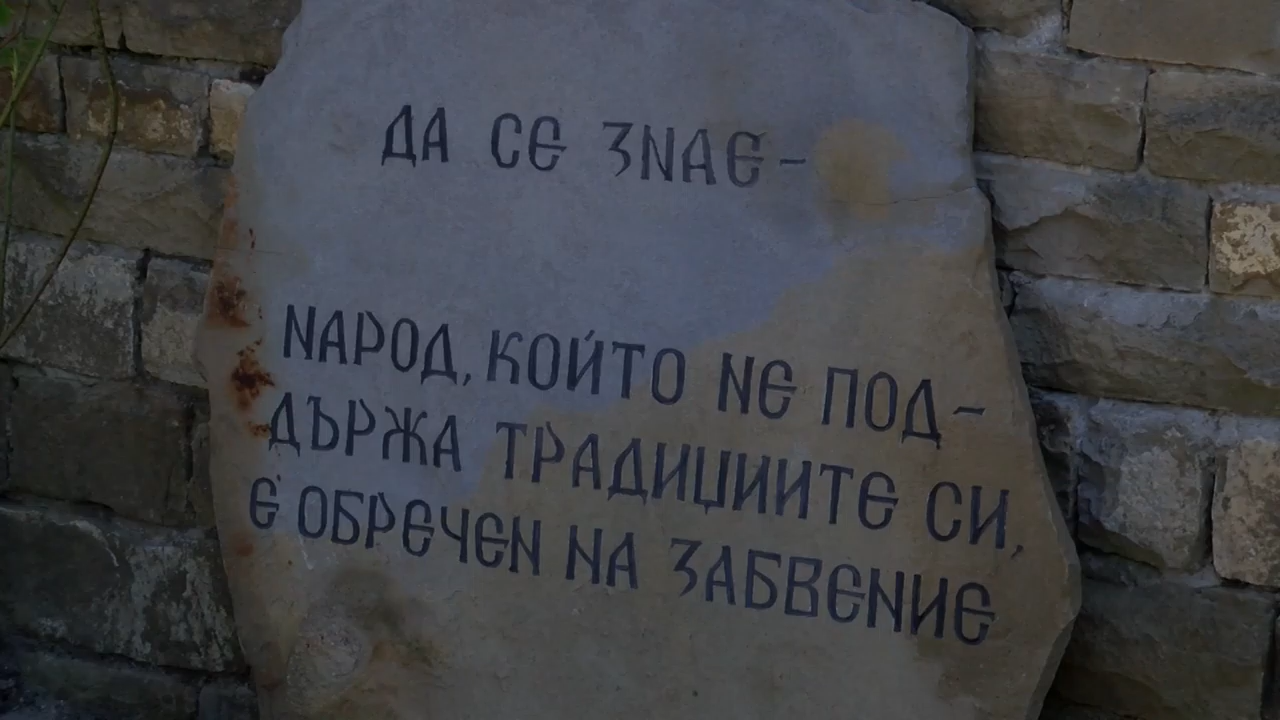 ДА СЕ ЗНАЕ-
НАРОД, КОЙТО НЕ ПОД-
ДЪРЖА ТРАДИЦИИТЕ СИ,
Е ОБРЕЧЕН НА ЗАБВЕНИЕ